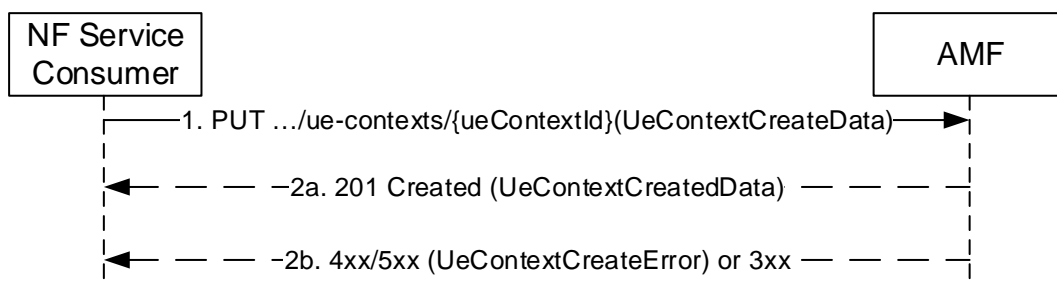 NF Service
Consumer
AMF
1. PUT …/ue-contexts/{ueContextId}(UeContextCreateData)
2a. 201 Created (UeContextCreatedData)
2b. 4xx/5xx (UeContextCreateError) or 3xx